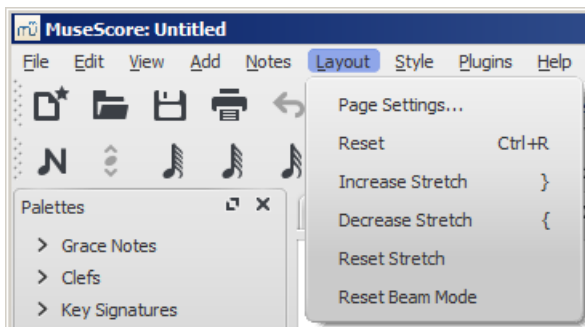 MuseScore: Untitled
File Edit View Add Notes Layout Style Plugins Help
Page Settings...
Reset Ctrl+R
Increase Stretch }
Decrease Stretch {
Reset Stretch
Reset Beam Mode
Palettes
Grace Notes
Clefs
Key Signatures